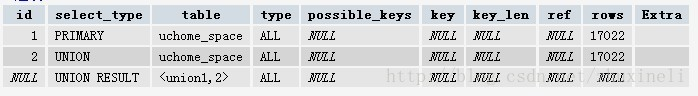 id select_type table type possible_keys key key_len ref rows Extra
1 PRIMARY uchome_space ALL NULL NULL NULL NULL 17022
2 UNION uchome_space ALL NULL NULL NULL NULL 17022
NULL UNION RESULT <union1,2> ALL NULL NULL NULL NULL NULL